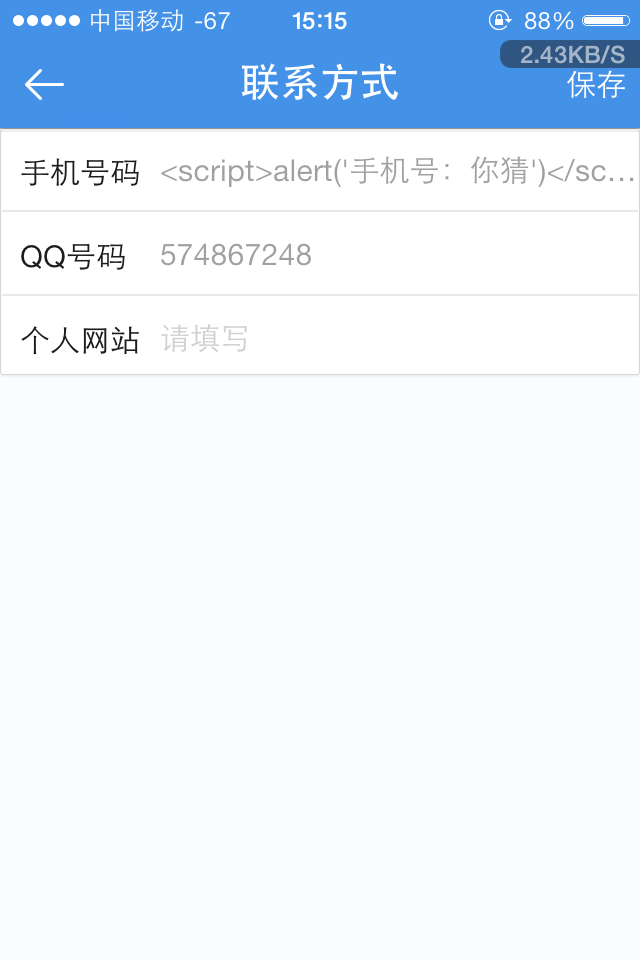 中国移动 -67 15:15 88%
2.43KB/S
联系方式 保存
手机号码 <script>alert('手机号：你猜')</sc...
QQ号码 574867248
个人网站 请填写